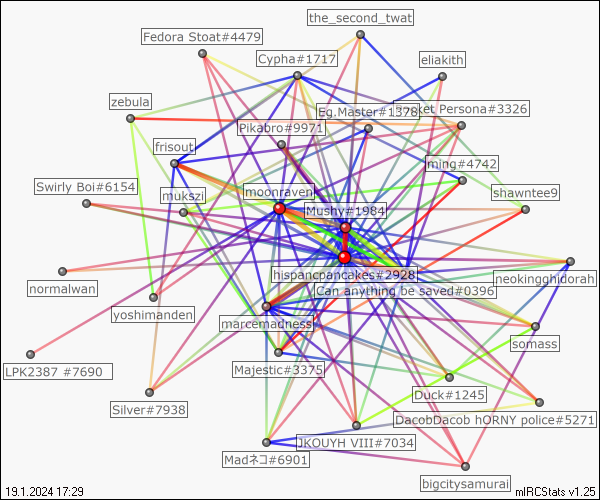 the_second_twat
Fedora Stoat#4479
Cypha#1717
eliakith
zebula
Eg.Master#1378
Persona#3326
Pikabro#9971
frisout
ming#4742
Swirly Boi#6154
mukszi
moonraven
shawntee9
Mushy#1984
hispancpancakes#2928
neokingghidorah
normalwan
Can anything be saved#0396
yoshimanden
marcemadness
somass
LPK2387 #7690
Majestic#3375
Duck#1245
Silver#7938
DacobDacob hORNY police#5271
KOUYH VIII#7034
Madネコ#6901
bigcitysamurai
19.1.2024 17:29
mIRCStats v1.25